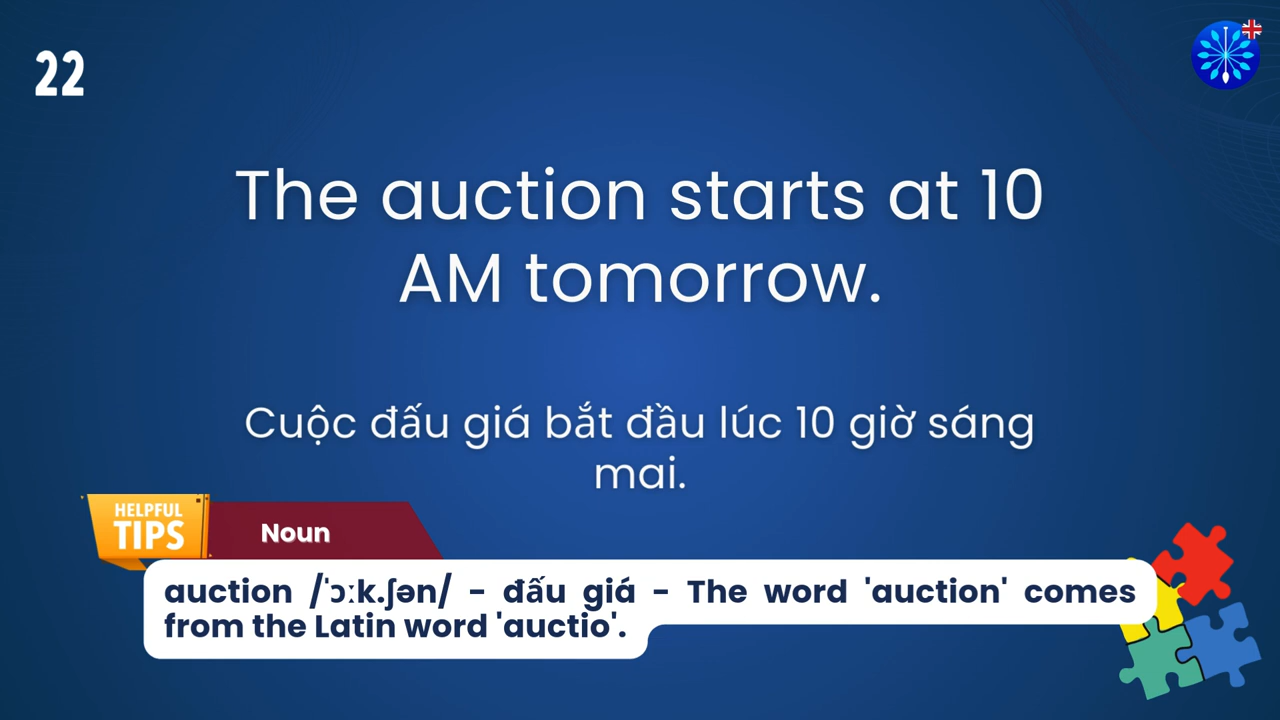 22
The auction starts at 10
AM tomorrow.
Cuộc đấu giá bắt đầu lúc 10 giờ sáng
mai.
HELPFUL
TIPS
Noun
auction /ˈɔːk.ʃən/ - đấu giá - The word 'auction' comes
from the Latin word 'auctio'.